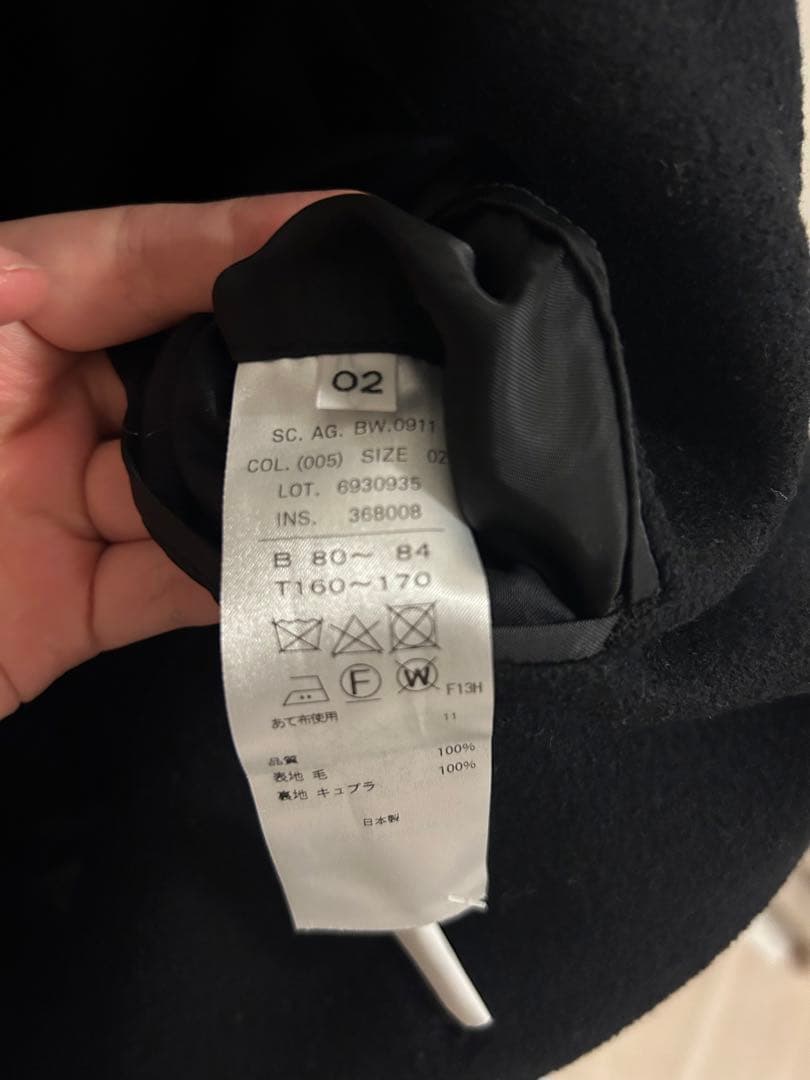 02
SC. AG. BW.0911
COL. (005) SIZE 02
LOT. 6930935
INS. 368008
B 80～ 84
T160～170
F W F13H
あて布使用 11
品質
表地 毛 100%
裏地 キュプラ 100%
日本製